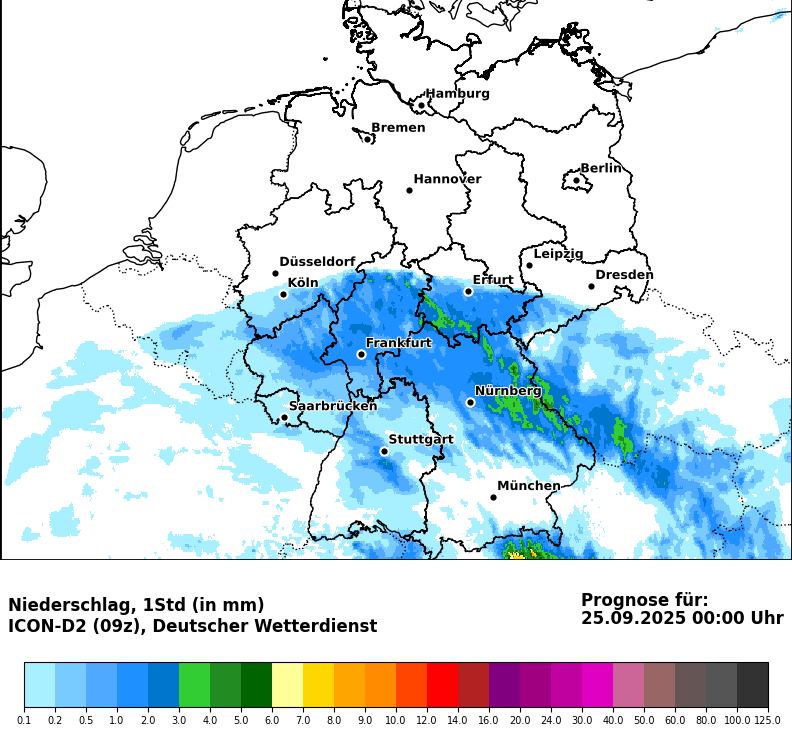 Hamburg
Bremen
Berlin
Hannover
Leipzig
Düsseldorf
Dresden
Köln
Erfurt
Frankfurt
Nürnberg
Saarbrücken
Stuttgart
München
Niederschlag, 1Std (in mm)
ICON-D2 (09z), Deutscher Wetterdienst
Prognose für:
25.09.2025 00:00 Uhr
0.1 0.2 0.5 1.0 2.0 3.0 4.0 5.0 6.0 7.0 8.0 9.0 10.0 12.0 14.0 16.0 20.0 24.0 30.0 40.0 50.0 60.0 80.0 100.0 125.0